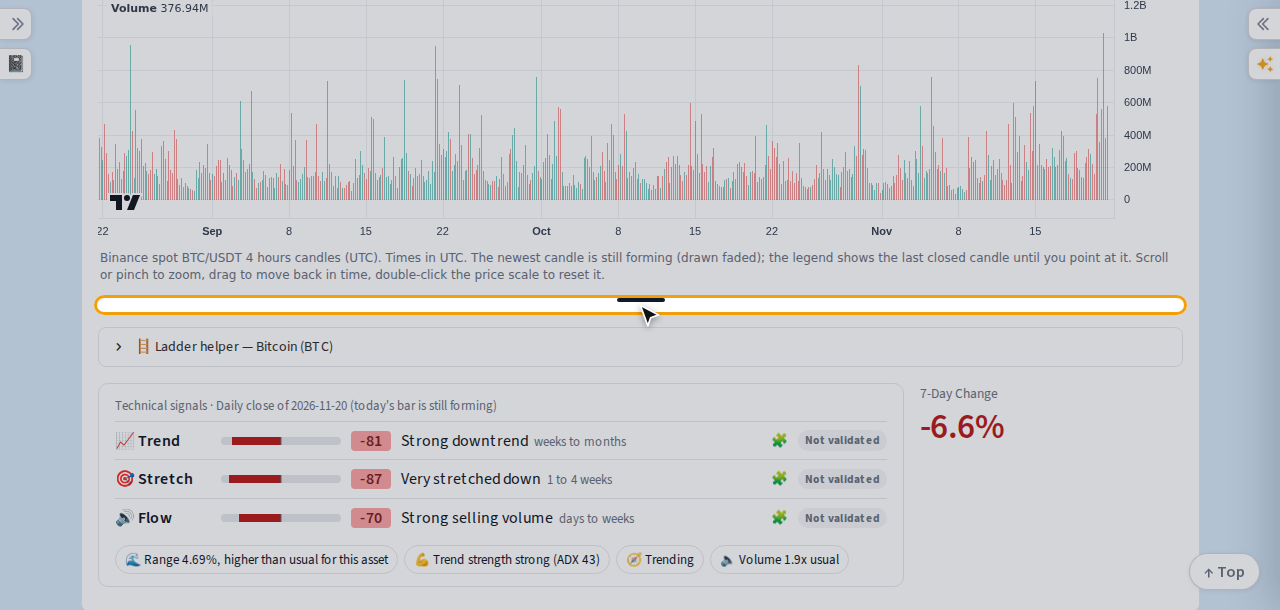 Volume 376.94M
1.2B
1B
800M
600M
400M
200M
0
22 Sep 8 15 22 Oct 8 15 22 Nov 8 15
Binance spot BTC/USDT 4 hours candles (UTC). Times in UTC. The newest candle is still forming (drawn faded); the legend shows the last closed candle until you point at it. Scroll
or pinch to zoom, drag to move back in time, double-click the price scale to reset it.
Ladder helper — Bitcoin (BTC)
Technical signals · Daily close of 2026-11-20 (today's bar is still forming)
Trend -81 Strong downtrend weeks to months Not validated
Stretch -87 Very stretched down 1 to 4 weeks Not validated
Flow -70 Strong selling volume days to weeks Not validated
Range 4.69%, higher than usual for this asset
Trend strength strong (ADX 43)
Trending
Volume 1.9x usual
7-Day Change
-6.6%
↑ Top